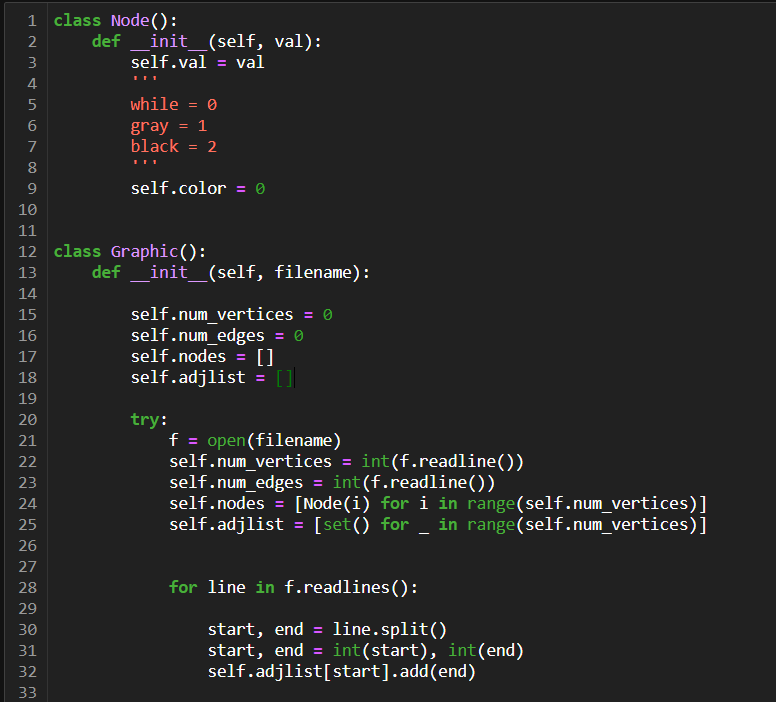 1 class Node():
2     def __init__(self, val):
3         self.val = val
4         '''
5         while = 0
6         gray = 1
7         black = 2
8         '''
9         self.color = 0
10
11
12 class Graphic():
13     def __init__(self, filename):
14
15         self.num_vertices = 0
16         self.num_edges = 0
17         self.nodes = []
18         self.adjlist = []
19
20         try:
21             f = open(filename)
22             self.num_vertices = int(f.readline())
23             self.num_edges = int(f.readline())
24             self.nodes = [Node(i) for i in range(self.num_vertices)]
25             self.adjlist = [set() for _ in range(self.num_vertices)]
26
27
28             for line in f.readlines():
29
30                 start, end = line.split()
31                 start, end = int(start), int(end)
32                 self.adjlist[start].add(end)
33